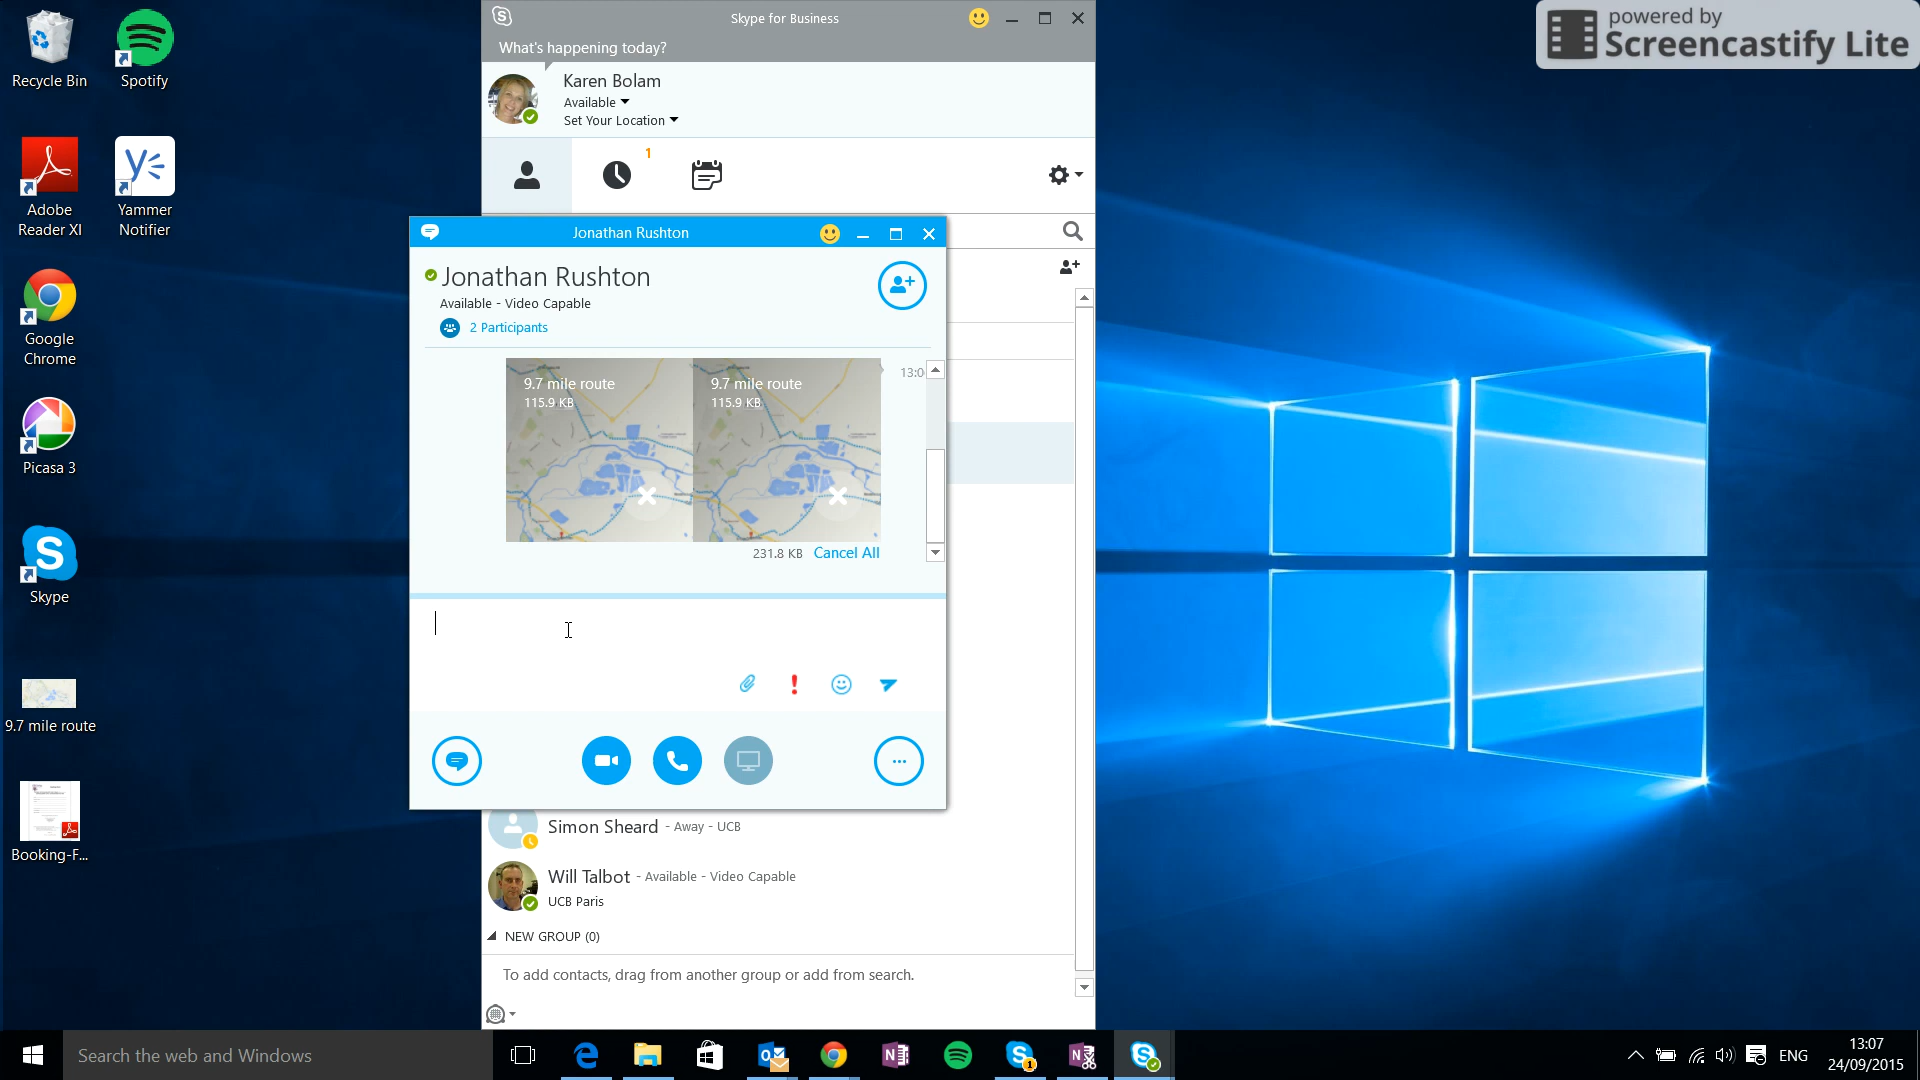 Recycle Bin
Spotify
Adobe
Reader XI
Yammer
Notifier
Google
Chrome
Picasa 3
Skype
9.7 mile route
Booking-F...
Skype for Business
What's happening today?
Karen Bolam
Available
Set Your Location
1
Jonathan Rushton
Jonathan Rushton
Available - Video Capable
2 Participants
9.7 mile route
115.9 KB
9.7 mile route
115.9 KB
13:0
231.8 KB Cancel All
Simon Sheard - Away - UCB
Will Talbot - Available - Video Capable
UCB Paris
NEW GROUP (0)
To add contacts, drag from another group or add from search.
powered by
Screencastify Lite
Search the web and Windows
ENG
13:07
24/09/2015